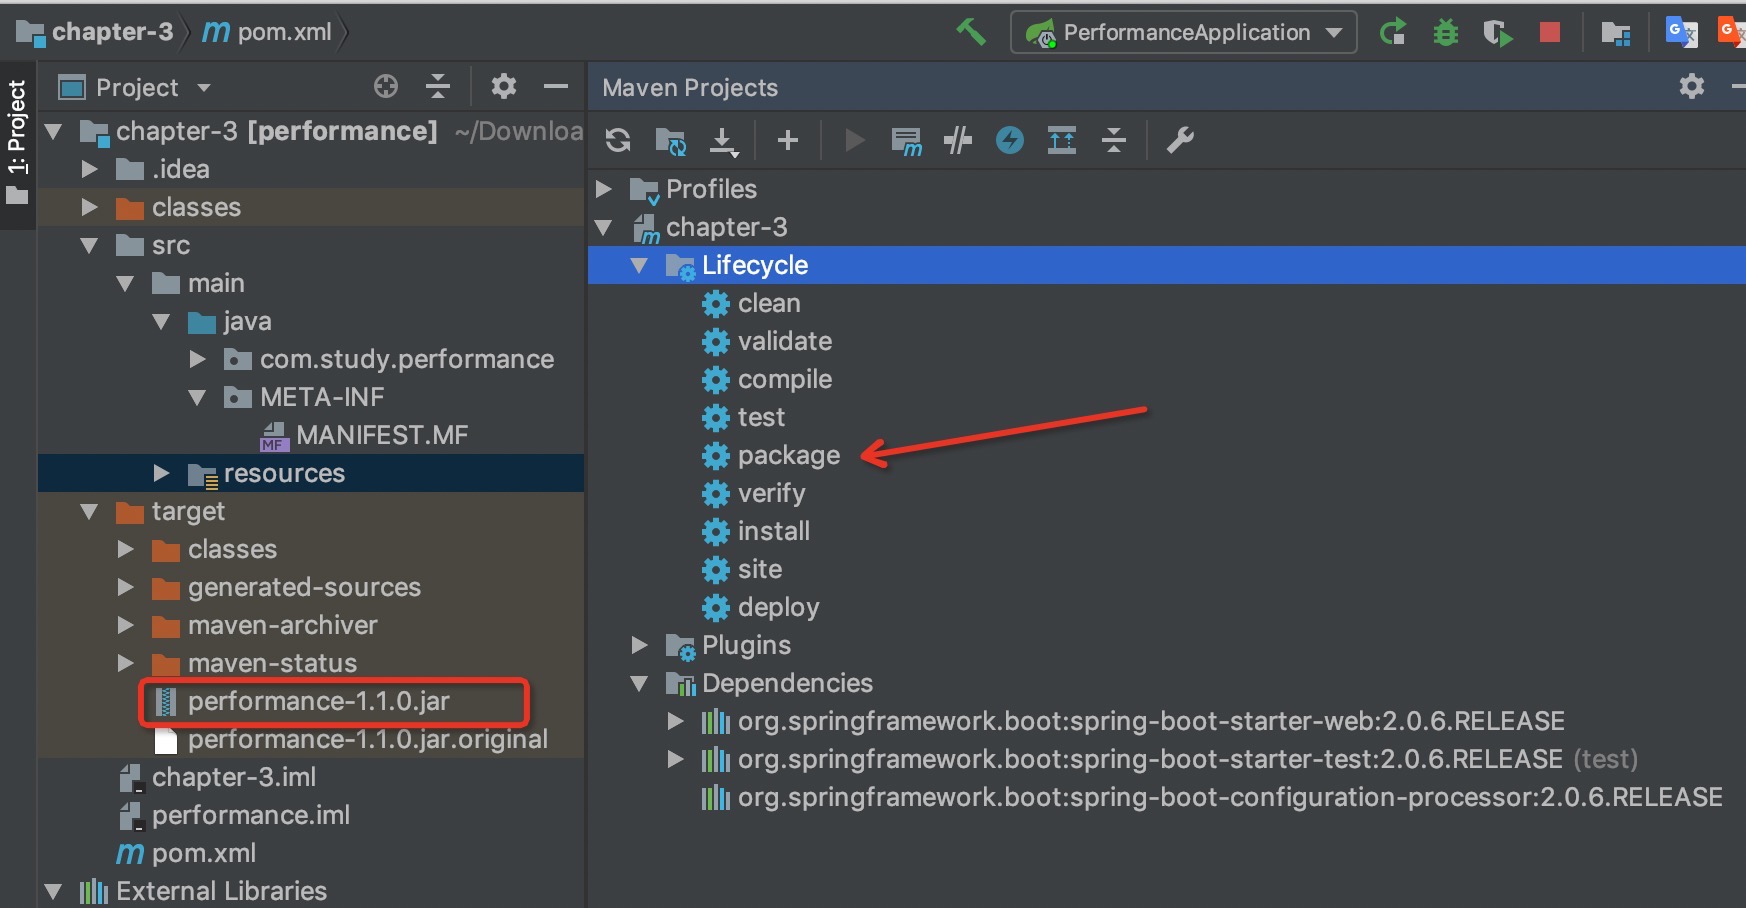 chapter-3 pom.xml PerformanceApplication
1: Project
Project
chapter-3 [performance] ~/Downloa
.idea
classes
src
main
java
com.study.performance
META-INF
MANIFEST.MF
resources
target
classes
generated-sources
maven-archiver
maven-status
performance-1.1.0.jar
performance-1.1.0.jar.original
chapter-3.iml
performance.iml
pom.xml
External Libraries
Maven Projects
Profiles
chapter-3
Lifecycle
clean
validate
compile
test
package
verify
install
site
deploy
Plugins
Dependencies
org.springframework.boot:spring-boot-starter-web:2.0.6.RELEASE
org.springframework.boot:spring-boot-starter-test:2.0.6.RELEASE (test)
org.springframework.boot:spring-boot-configuration-processor:2.0.6.RELEASE